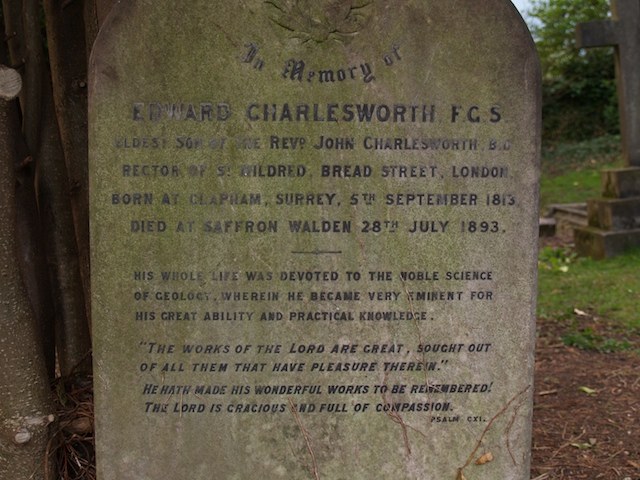 In Memory of
EDWARD CHARLESWORTH F.G.S.
ELDEST SON OF THE REVD JOHN CHARLESWORTH, B.D.
RECTOR OF ST MILDRED, BREAD STREET, LONDON.
BORN AT CLAPHAM, SURREY, 5TH SEPTEMBER 1813.
DIED AT SAFFRON WALDEN 28TH JULY 1893.
HIS WHOLE LIFE WAS DEVOTED TO THE NOBLE SCIENCE
OF GEOLOGY, WHEREIN HE BECAME VERY EMINENT FOR
HIS GREAT ABILITY AND PRACTICAL KNOWLEDGE.
"THE WORKS OF THE LORD ARE GREAT, SOUGHT OUT
OF ALL THEM THAT HAVE PLEASURE THEREIN."
HE HATH MADE HIS WONDERFUL WORKS TO BE REMEMBERED!
THE LORD IS GRACIOUS AND FULL OF COMPASSION.
PSALM CXI.